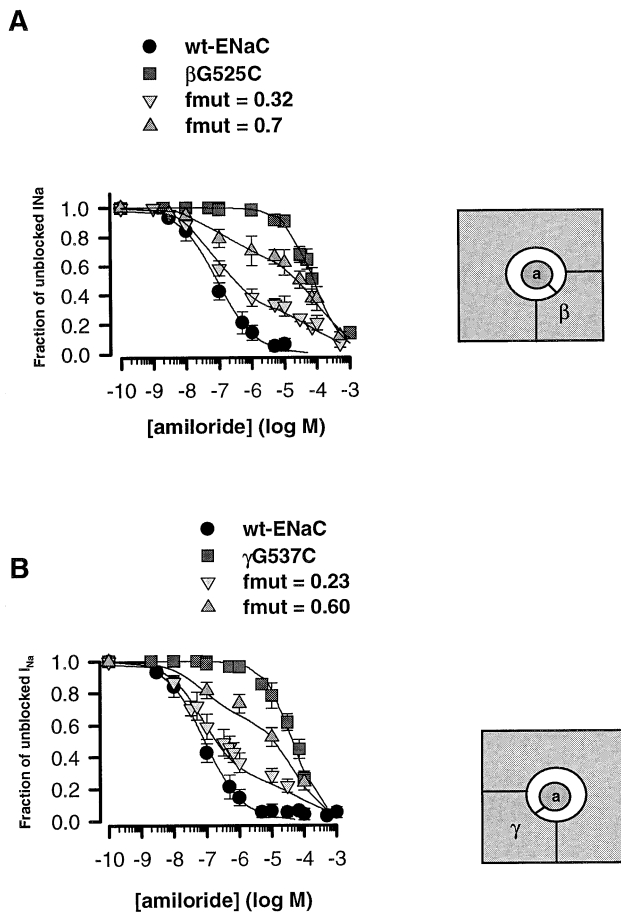 A
wt-ENaC
βG525C
fmut = 0.32
fmut = 0.7
Fraction of unblocked INa
1.0
0.8
0.6
0.4
0.2
0.0
-10 -9 -8 -7 -6 -5 -4 -3
[amiloride] (log M)
a
β
B
wt-ENaC
γG537C
fmut = 0.23
fmut = 0.60
Fraction of unblocked INa
1.0
0.8
0.6
0.4
0.2
0.0
-10 -9 -8 -7 -6 -5 -4 -3
[amiloride] (log M)
a
γ